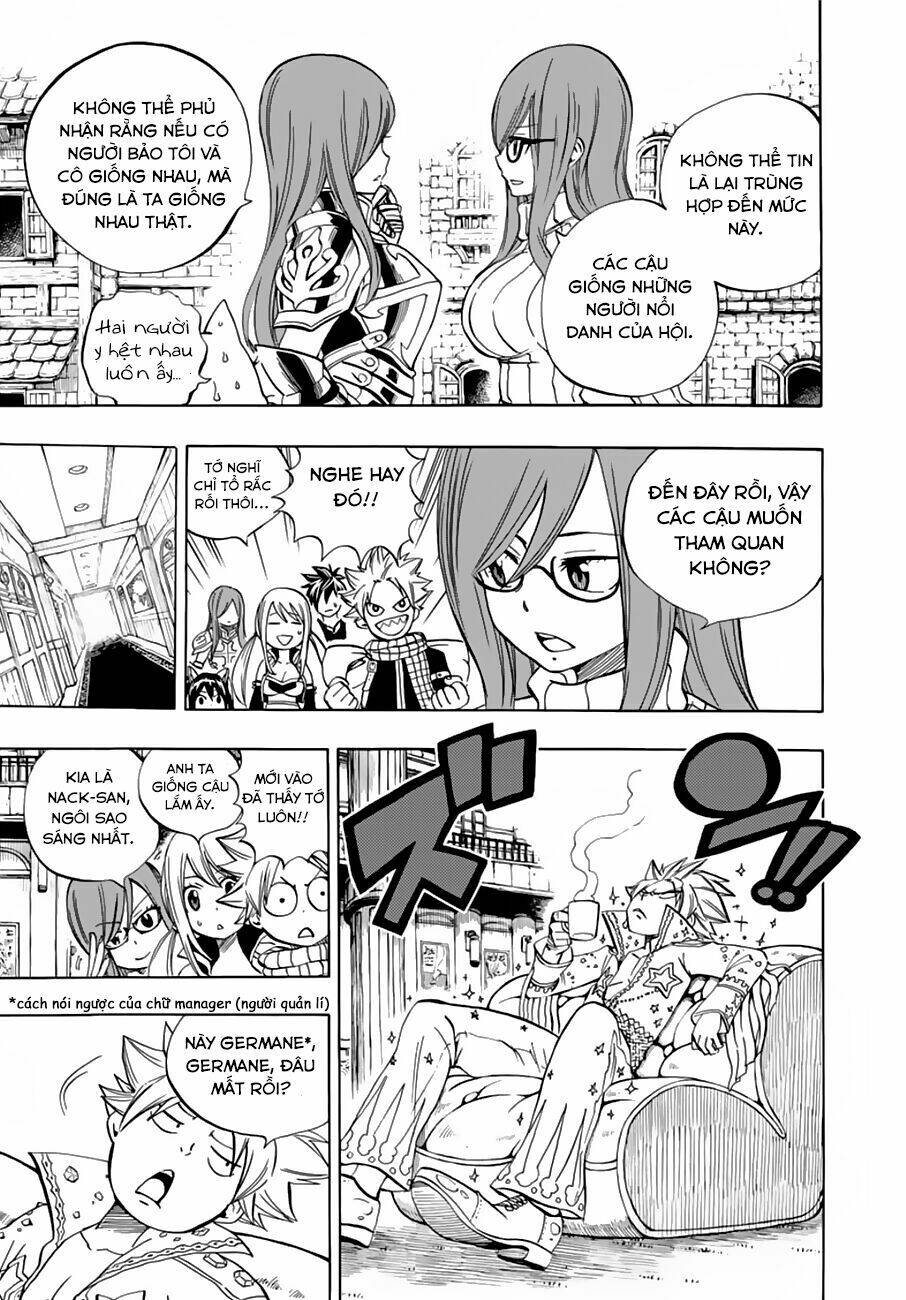 KHÔNG THỂ TIN
LÀ LẠI TRÙNG
HỢP ĐẾN MỨC
NÀY.
CÁC CẬU
GIỐNG NHỮNG
NGƯỜI NỔI
DANH CỦA HỘI.
KHÔNG THỂ PHỦ
NHẬN RẰNG NẾU CÓ
NGƯỜI BẢO TÔI VÀ
CÔ GIỐNG NHAU, MÀ
ĐÚNG LÀ TA GIỐNG
NHAU THẬT.
Hai người
y hệt nhau
luôn ấy...
ĐẾN ĐÂY RỒI, VẬY
CÁC CẬU MUỐN
THAM QUAN
KHÔNG?
NGHE HAY
ĐÓ!!
TỚ NGHĨ
CHỈ TỔ RẮC
RỐI THÔI...
ズーン!!
MỚI VÀO
ĐÃ THẤY TỚ
LUÔN!!
ANH TA
GIỐNG CẬU
LẮM ẤY.
KIA LÀ
NACK-SAN,
NGÔI SAO
SÁNG NHẤT.
*cách nói ngược của chữ manager (người quản lí)
NÀY GERMANE*,
GERMANE, ĐÂU
MẤT RỒI?